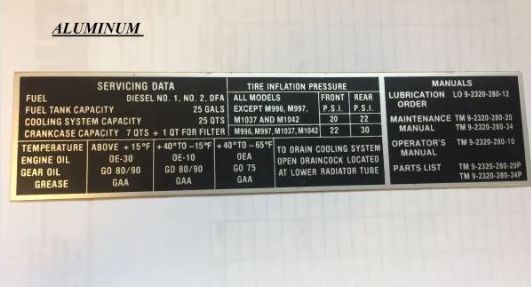 ALUMINUM
SERVICING DATA
FUEL DIESEL NO. 1, NO. 2, DFA
FUEL TANK CAPACITY 25 GALS
COOLING SYSTEM CAPACITY 25 QTS
CRANKCASE CAPACITY 7 QTS + 1 QT FOR FILTER
TIRE INFLATION PRESSURE
ALL MODELS FRONT REAR
EXCEPT M996, M997, P.S.I. P.S.I.
M1037 AND M1042 20 22
M996, M997, M1037, M1042 22 30
TEMPERATURE ABOVE +15°F +40°TO -15°F +40°TO -65°F
ENGINE OIL OE-30 OE-10 OEA
GEAR OIL GO 80/90 GO 80/90 GO 75
GREASE GAA GAA GAA
TO DRAIN COOLING SYSTEM
OPEN DRAINCOCK LOCATED
AT LOWER RADIATOR TUBE
MANUALS
LUBRICATION LO 9-2320-280-12
ORDER
MAINTENANCE TM 9-2320-280-20
MANUAL TM 9-2320-280-34
OPERATOR'S TM 9-2320-280-10
MANUAL
PARTS LIST TM 9-2320-280-20P
TM 9-2320-280-34P